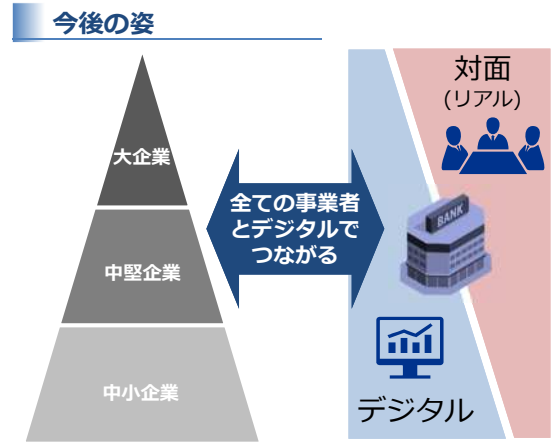 今後の姿
大企業
中堅企業
中小企業
全ての事業者
とデジタルで
つながる
対面
(リアル)
BANK
デジタル